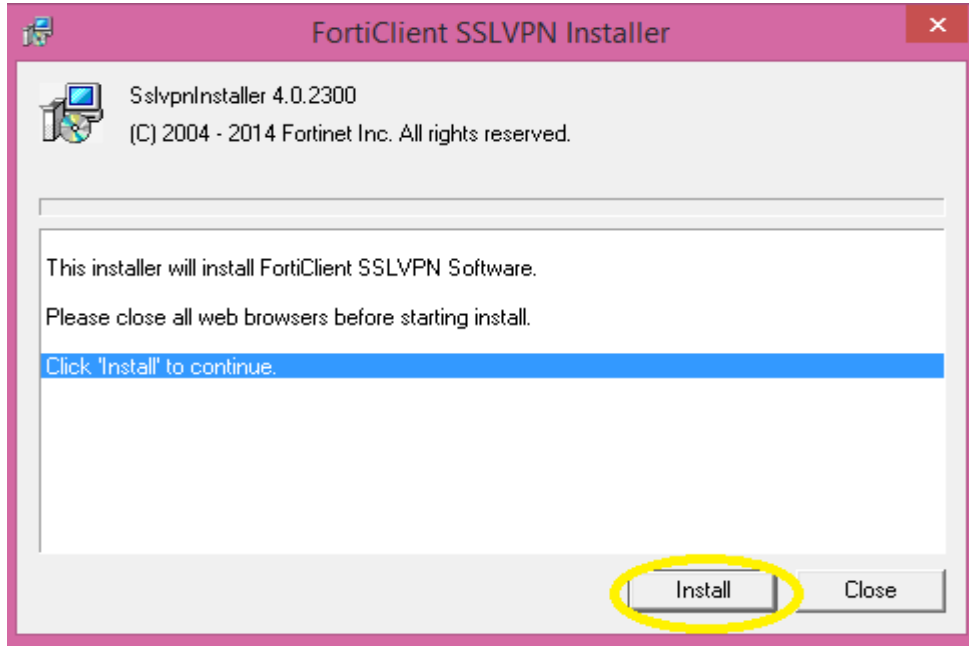 FortiClient SSLVPN Installer
SslvpnInstaller 4.0.2300
(C) 2004 - 2014 Fortinet Inc. All rights reserved.
This installer will install FortiClient SSLVPN Software.
Please close all web browsers before starting install.
Click 'Install' to continue.
Install Close